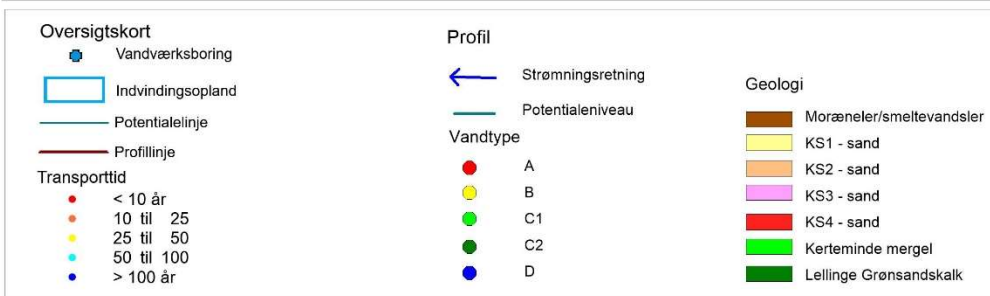 Oversigtskort
Vandværksboring
Indvindingsopland
Potentialelinje
Profillinje
Transporttid
< 10 år
10 til 25
25 til 50
50 til 100
> 100 år
Profil
Strømningsretning
Potentialeniveau
Vandtype
A
B
C1
C2
D
Geologi
Moræneler/smeltevandsler
KS1 - sand
KS2 - sand
KS3 - sand
KS4 - sand
Kerteminde mergel
Lellinge Grønsandskalk